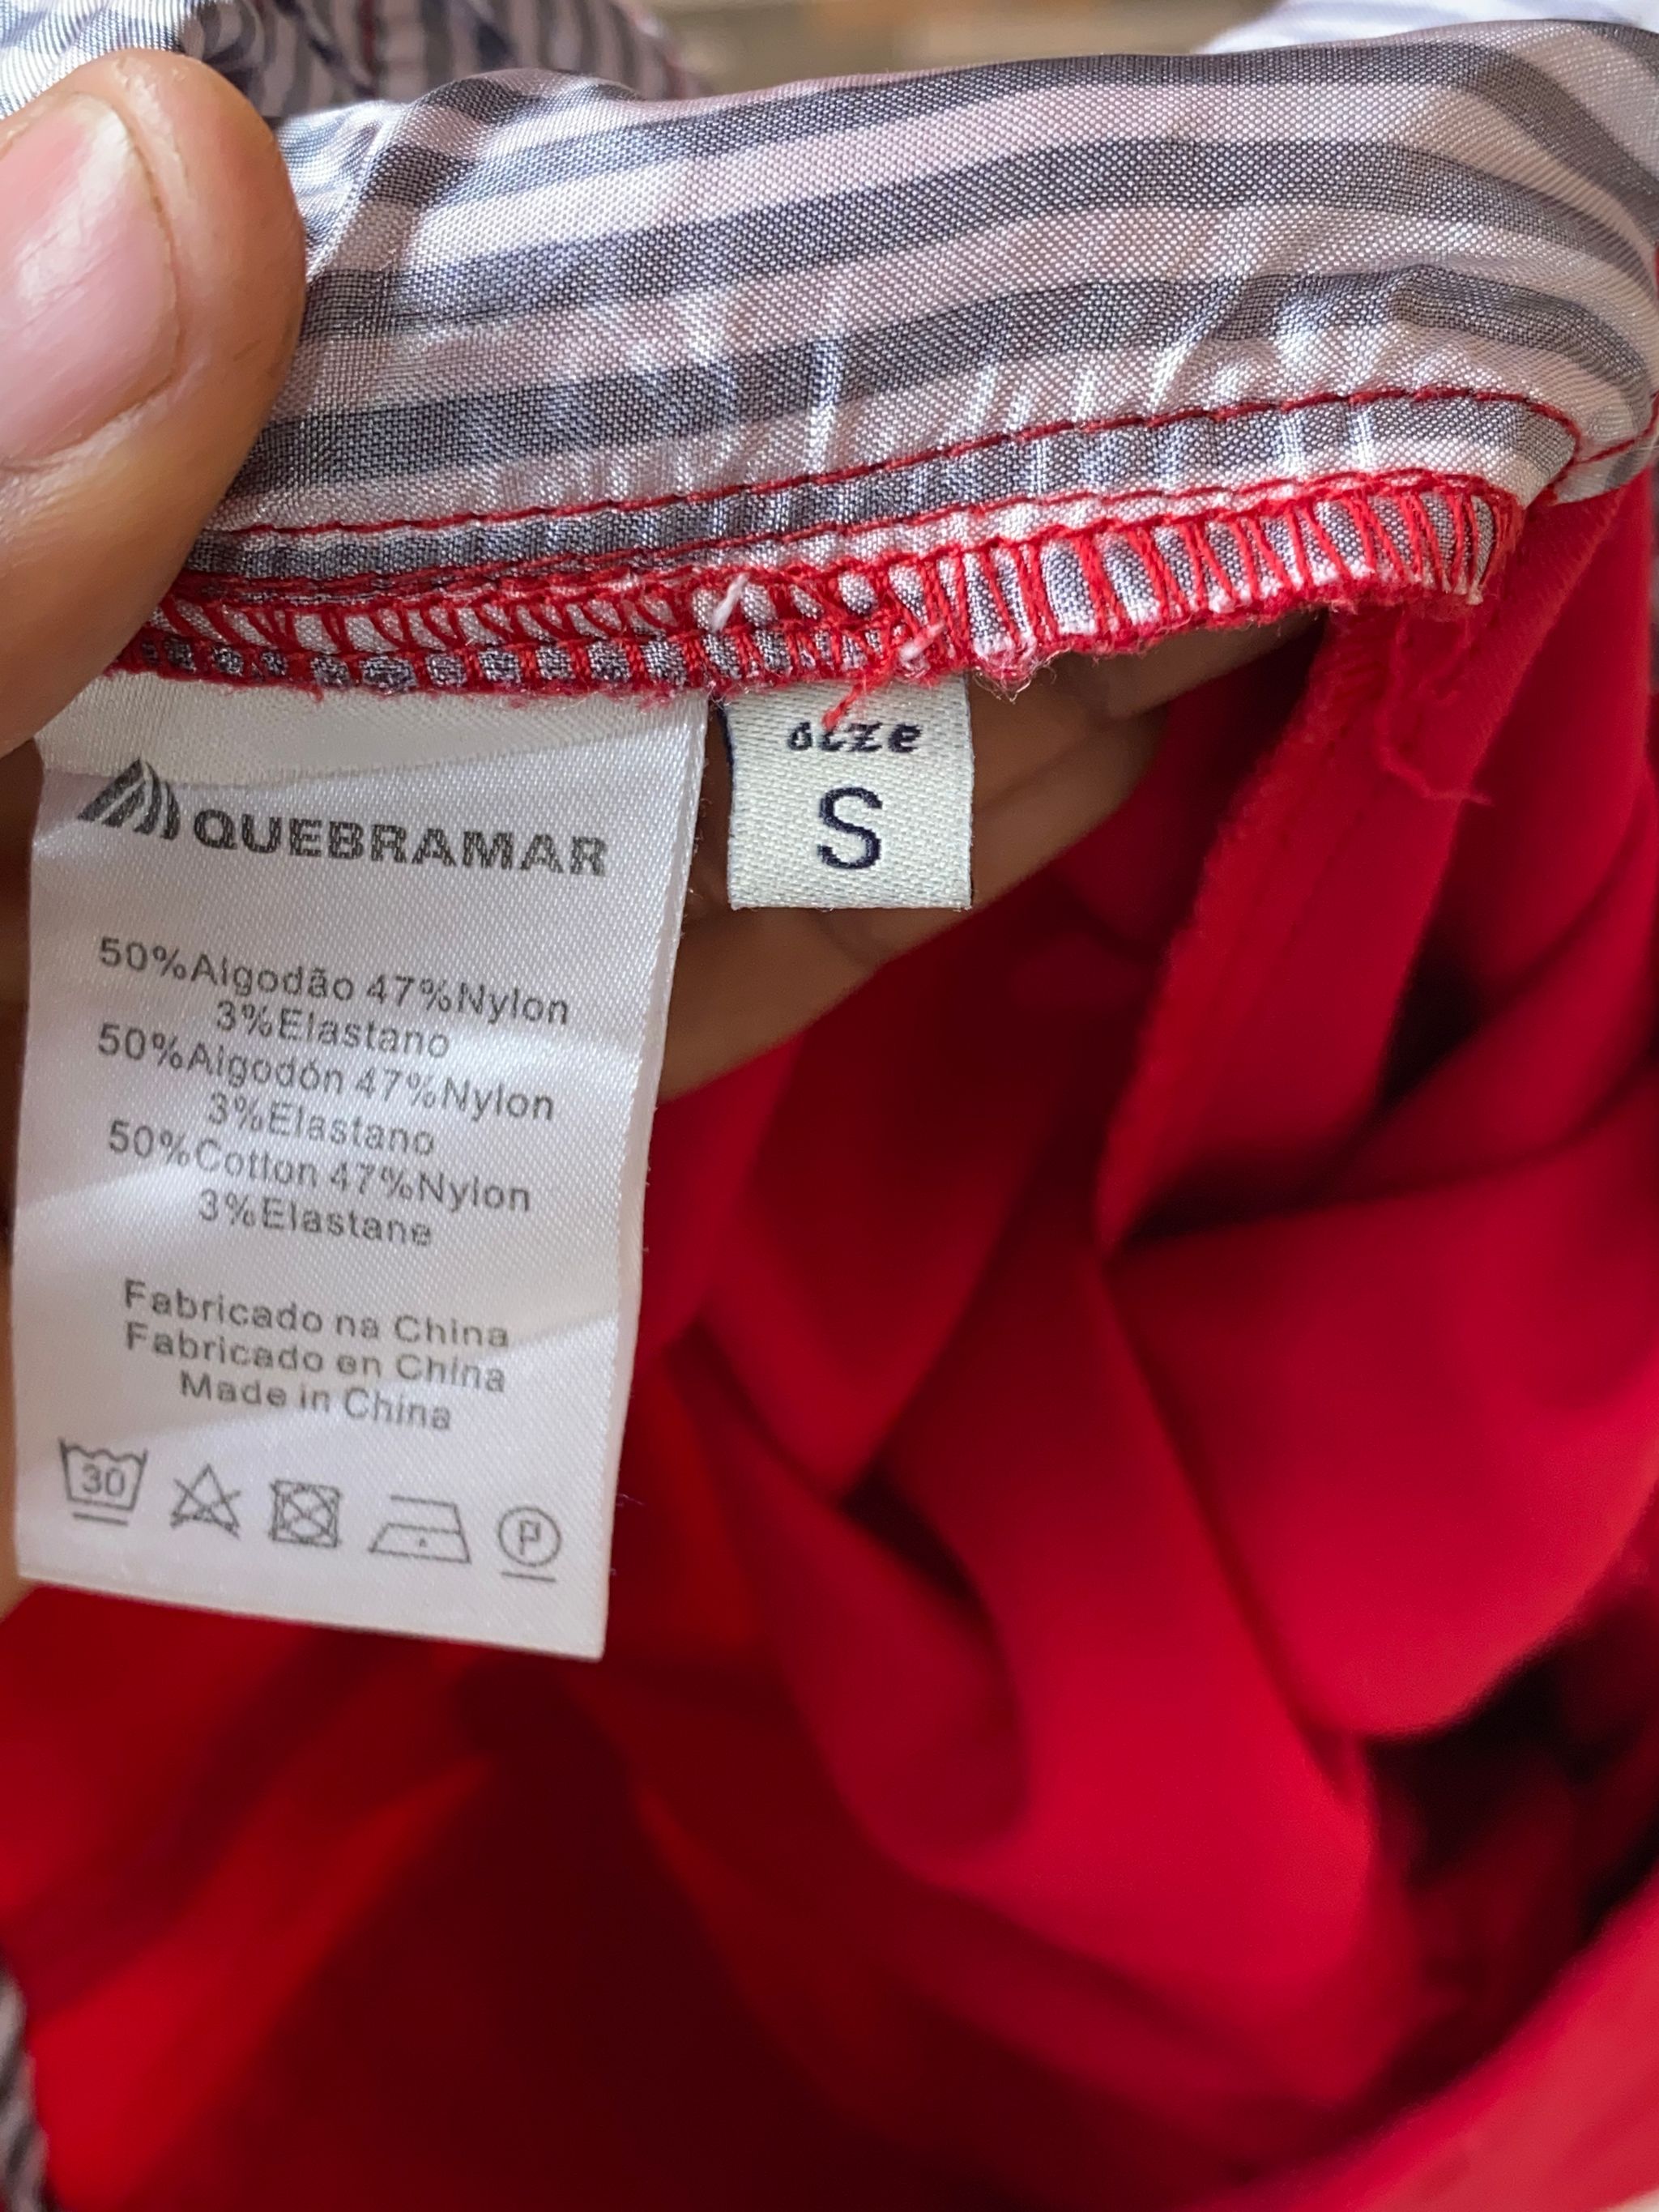 size
S
QUEBRAMAR
50%Algodão 47%Nylon
3%Elastano
50%Algodón 47%Nylon
3%Elastano
50%Cotton 47%Nylon
3%Elastane
Fabricado na China
Fabricado en China
Made in China
30
P